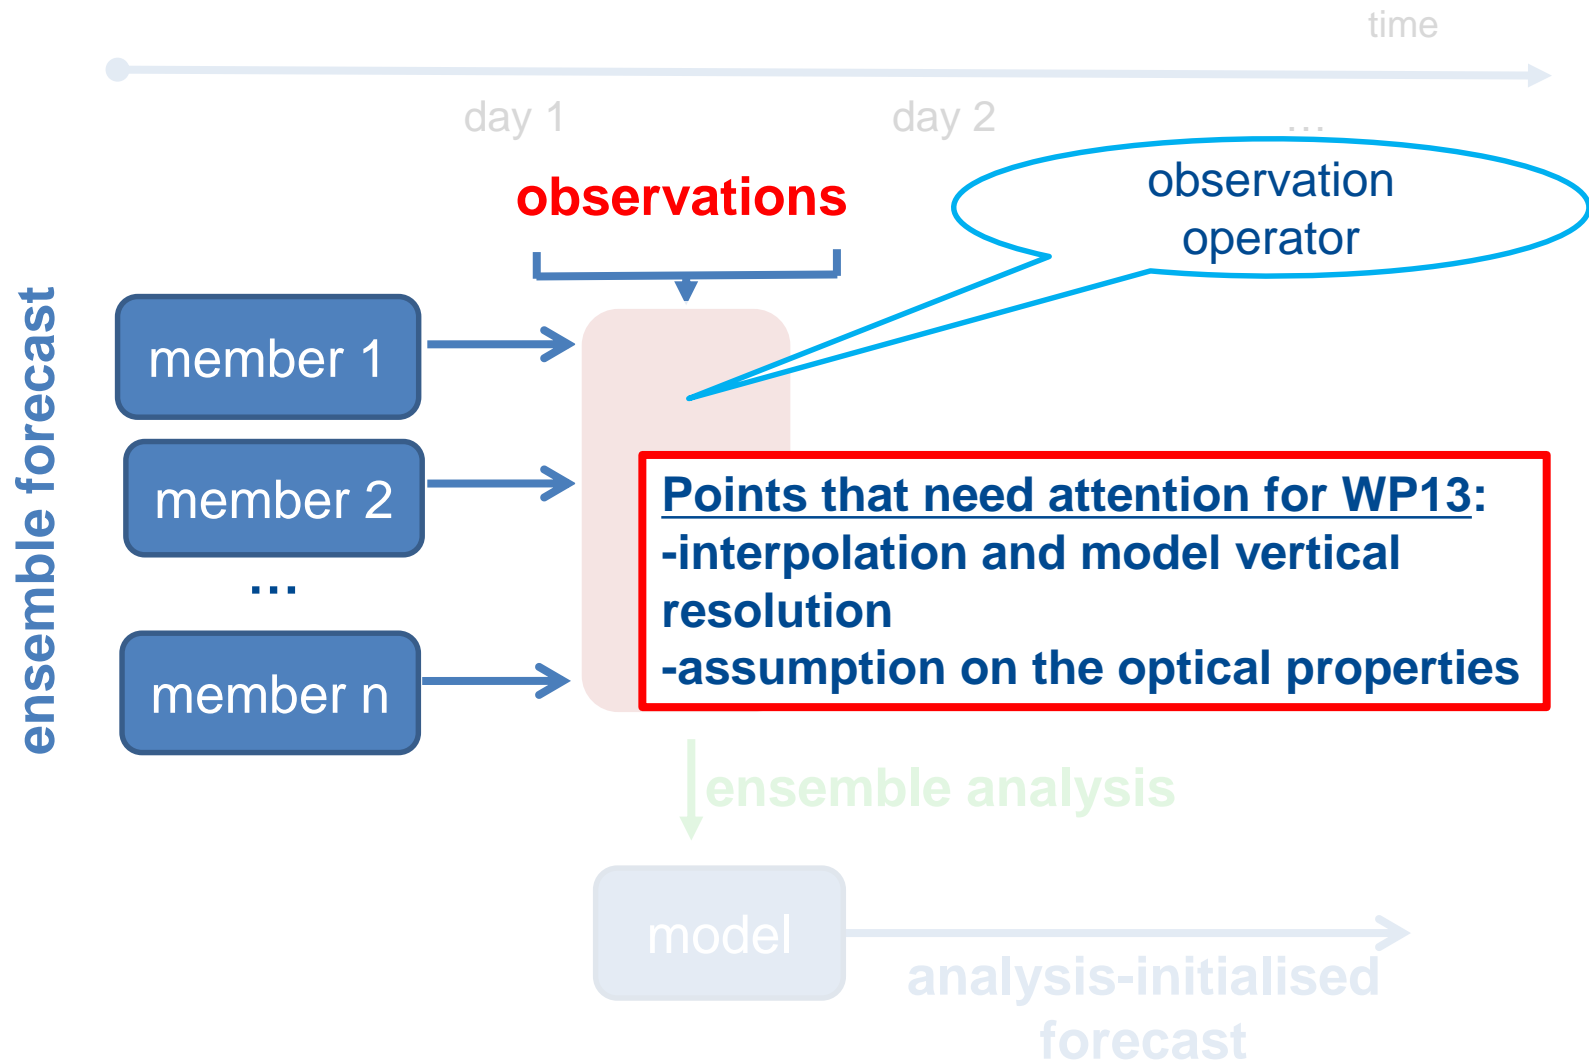 time
day 1
day 2
...
observations
observation
operator
ensemble forecast
member 1
member 2
...
member n
Points that need attention for WP13:
-interpolation and model vertical
resolution
-assumption on the optical properties
ensemble analysis
model
analysis-initialised
forecast